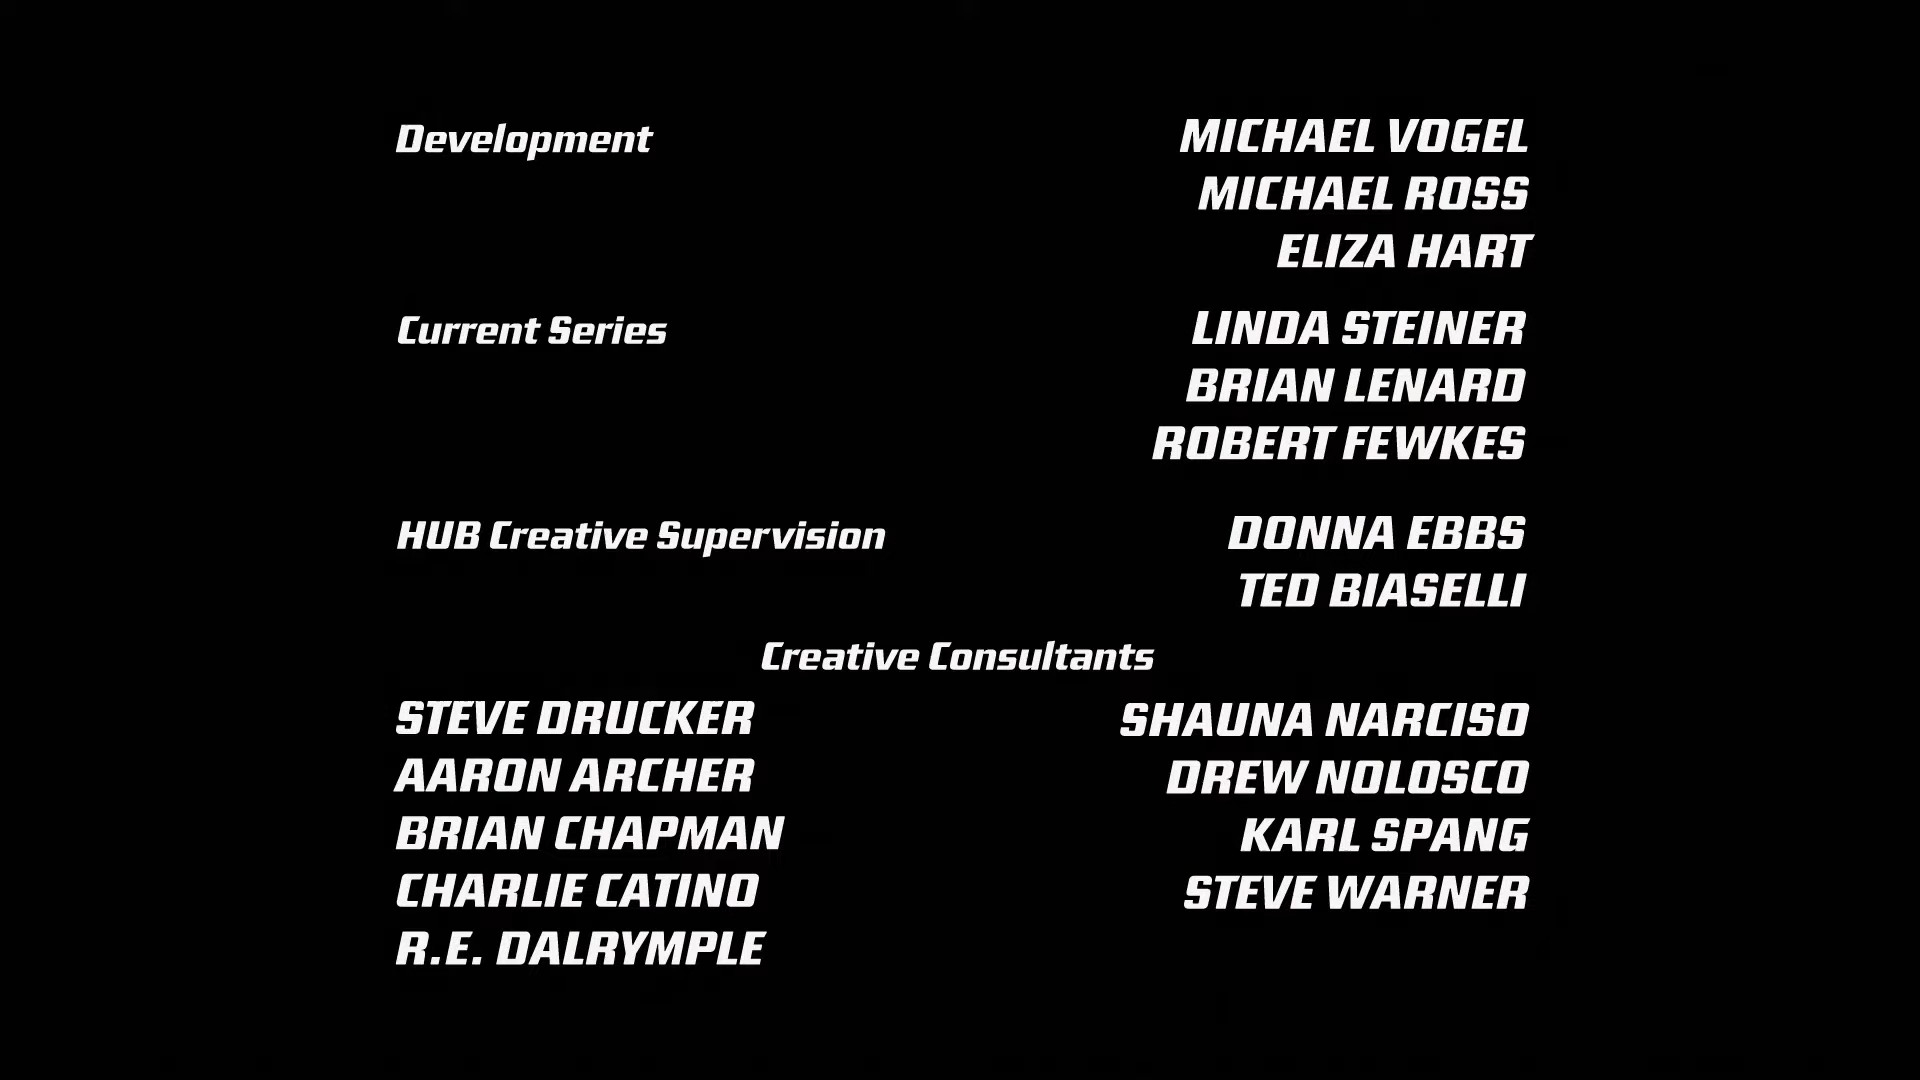 Development MICHAEL VOGEL
MICHAEL ROSS
ELIZA HART
Current Series LINDA STEINER
BRIAN LENARD
ROBERT FEWKES
HUB Creative Supervision DONNA EBBS
TED BIASELLI
Creative Consultants
STEVE DRUCKER SHAUNA NARCISO
AARON ARCHER DREW NOLOSCO
BRIAN CHAPMAN KARL SPANG
CHARLIE CATINO STEVE WARNER
R.E. DALRYMPLE